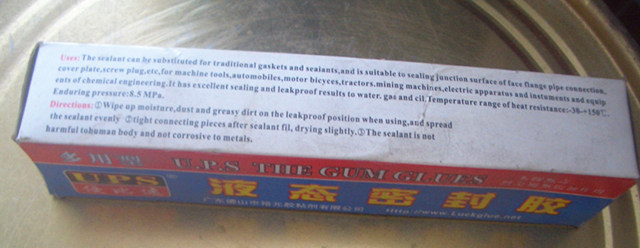 Uses: The sealant can be substituted for traditional gaskets and sealants,and is suitable to sealing junction surface of face flange pipe connection,
cover plate,screw plug,etc,for machine tools,automobiles,motor bicyces,tractors,mining machines,electric apparatus and instuments and equip
ents of chemical engineering.It has excellent sealing and leakproof results to water, gas and cil.Temperature range of heat resistance:-30-+150℃.
Enduring pressure:8.5 MPa.
Directions:①Wipe up moisture,dust and greasy dirt on the leakproof position when using,and spread
the sealant evenly ②tight connecting pieces after sealant fil, drying slightly.③The sealant is not
harmful tohuman body and not corrosive to metals.
多用型 U.P.S THE GUM GLUES
U.P.S 液态密封胶
Http://www.Luckglue.net